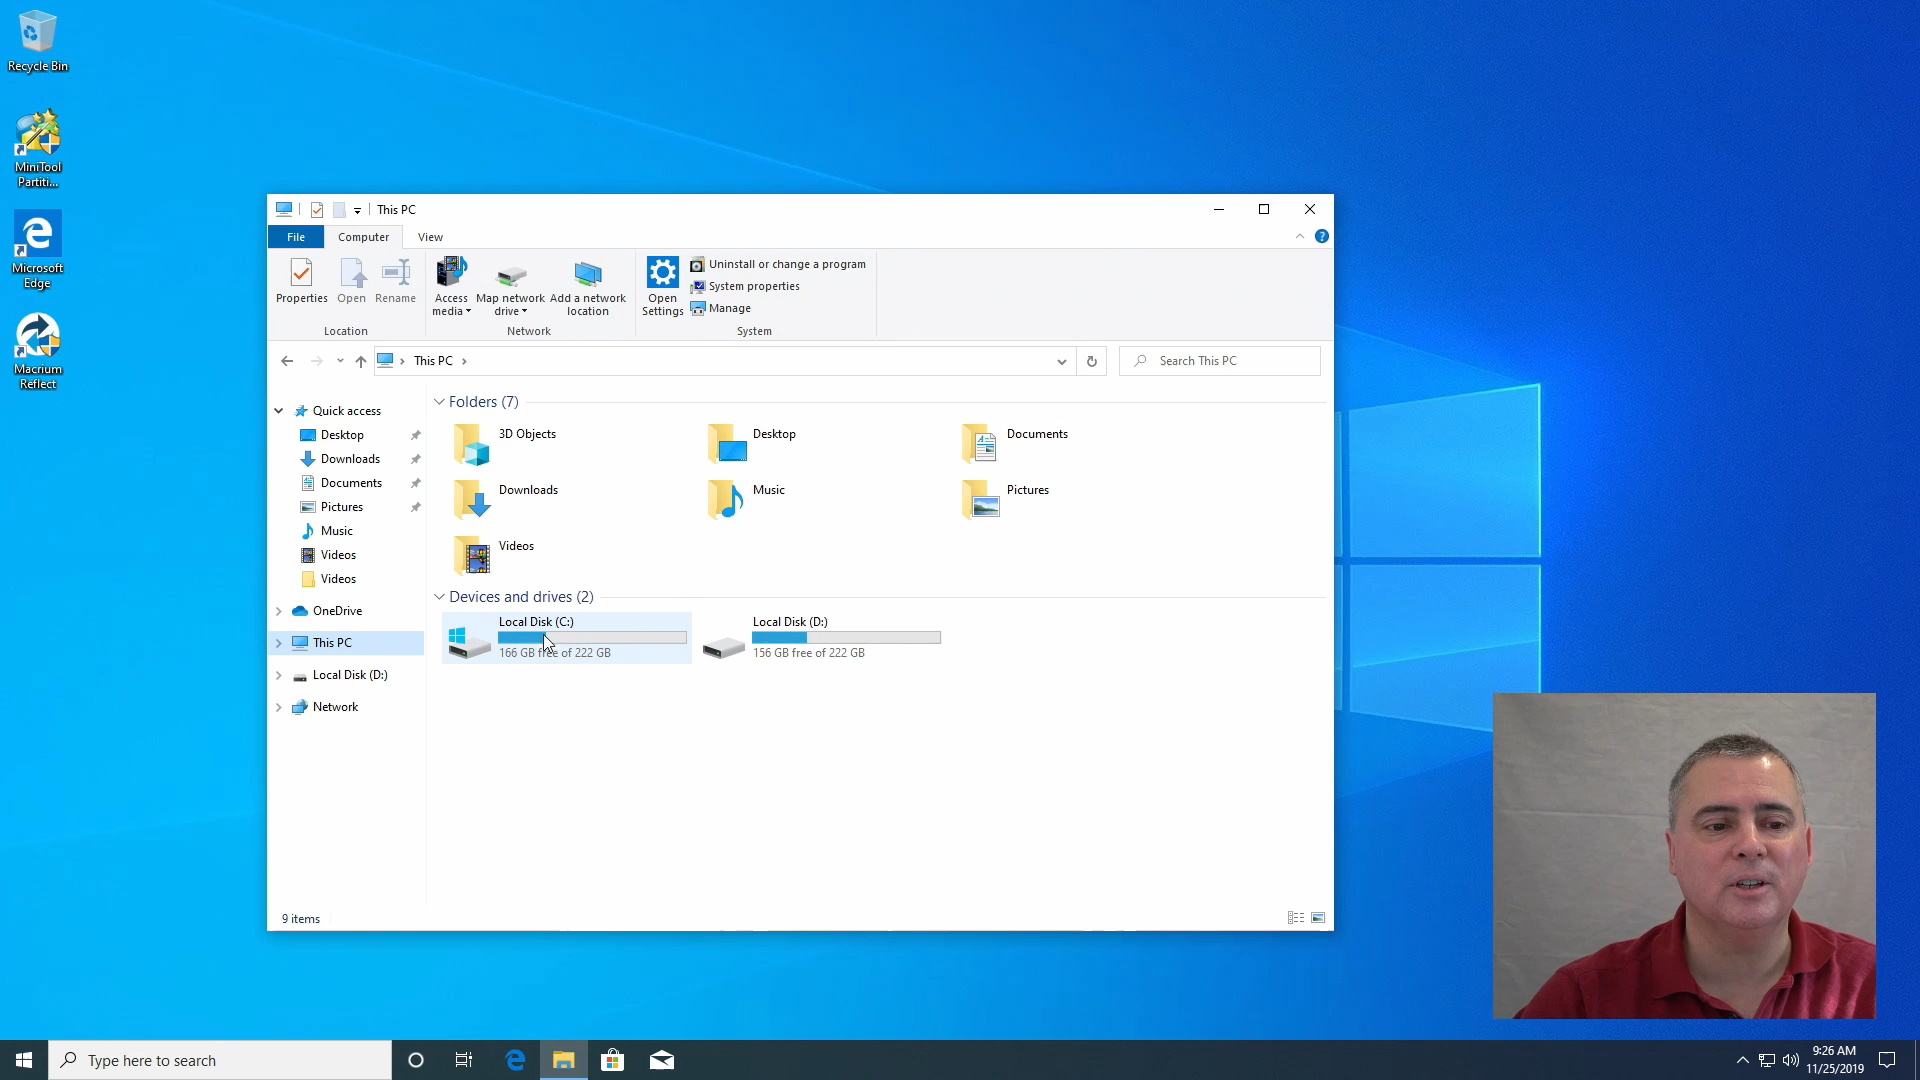 Recycle Bin
MiniTool
Partiti...
Microsoft
Edge
Macrium
Reflect
This PC
File
Computer
View
Properties
Open
Rename
Location
Access
media
Map network
drive
Add a network
location
Network
Open
Settings
Uninstall or change a program
System properties
Manage
System
This PC
Search This PC
Quick access
Desktop
Downloads
Documents
Pictures
Music
Videos
Videos
OneDrive
This PC
Local Disk (D:)
Network
Folders (7)
3D Objects
Desktop
Documents
Downloads
Music
Pictures
Videos
Devices and drives (2)
Local Disk (C:)
166 GB free of 222 GB
Local Disk (D:)
156 GB free of 222 GB
9 items
Type here to search
9:26 AM
11/25/2019